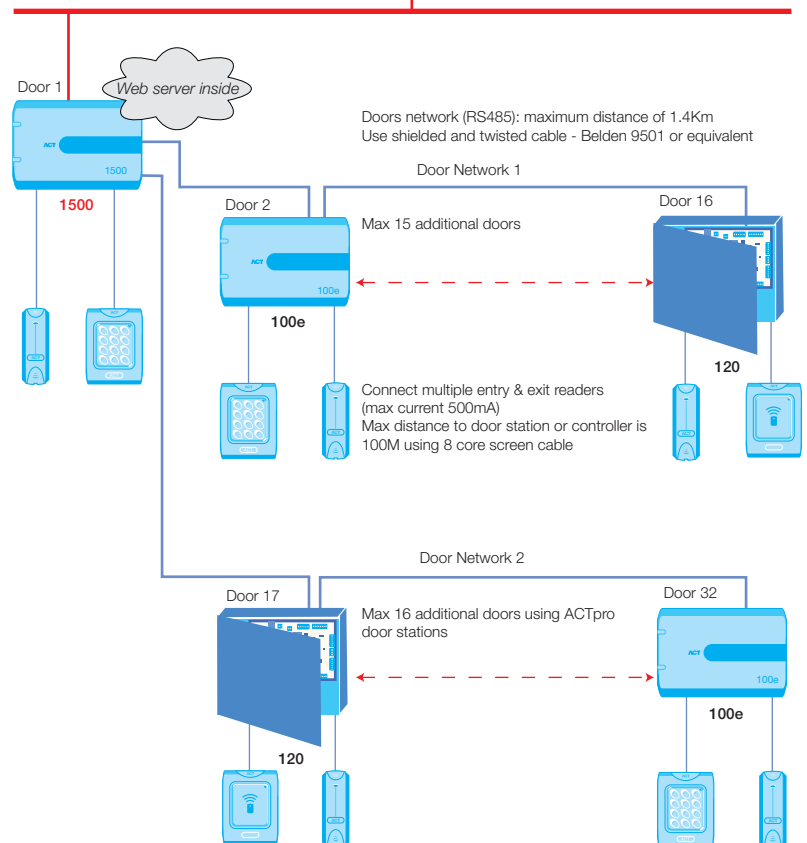 Door 1
Web server inside
ACT
1500
1500
Doors network (RS485): maximum distance of 1.4Km
Use shielded and twisted cable - Belden 9501 or equivalent
Door Network 1
Door 2
Max 15 additional doors
Door 16
ACT
100e
100e
120
Connect multiple entry & exit readers
(max current 500mA)
Max distance to door station or controller is
100M using 8 core screen cable
Door Network 2
Door 17
Max 16 additional doors using ACTpro
door stations
Door 32
ACT
100e
100e
120